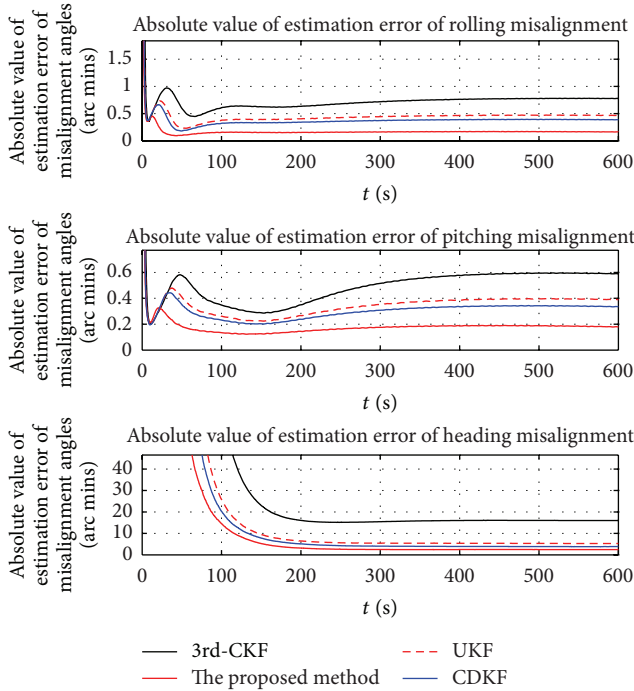 Absolute value of estimation error of rolling misalignment
Absolute value of
estimation error of
misalignment angles
(arc mins)
1.5
1
0.5
0
0 100 200 300 400 500 600
t (s)
Absolute value of estimation error of pitching misalignment
Absolute value of
estimation error of
misalignment angles
(arc mins)
0.6
0.4
0.2
0
0 100 200 300 400 500 600
t (s)
Absolute value of estimation error of heading misalignment
Absolute value of
estimation error of
misalignment angles
(arc mins)
40
30
20
10
0
0 100 200 300 400 500 600
t (s)
3rd-CKF UKF
The proposed method CDKF